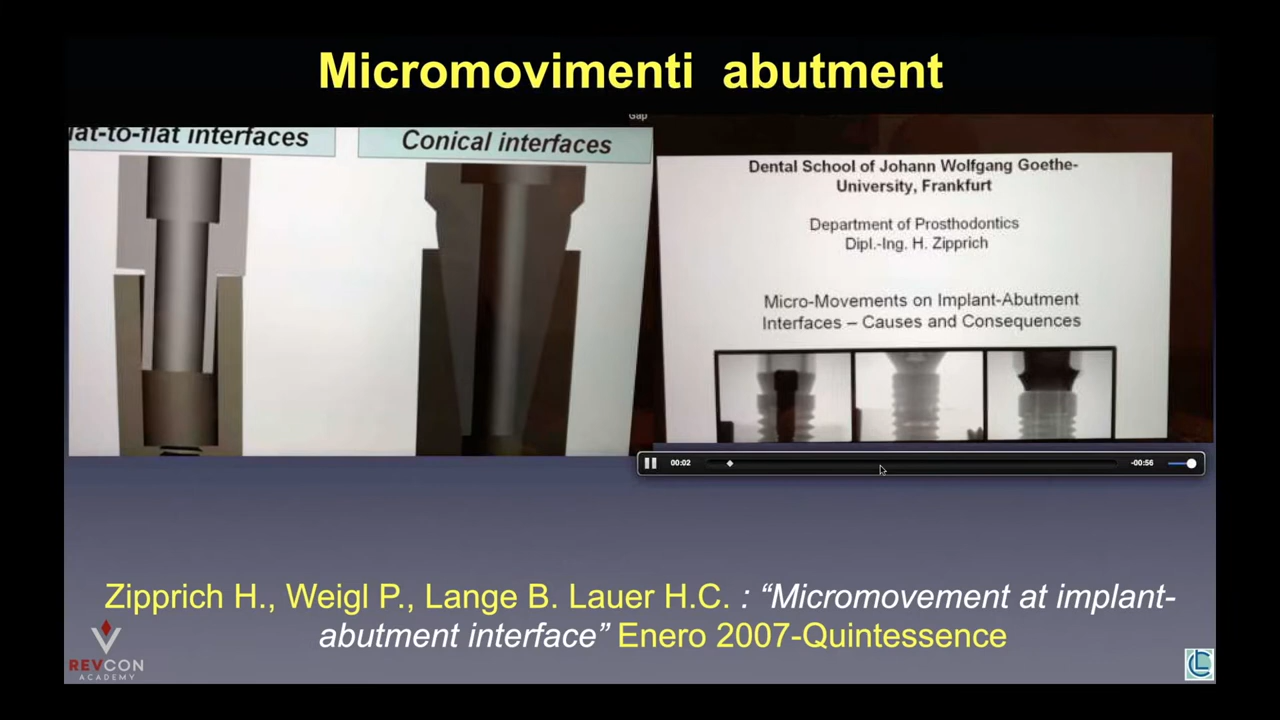 Micromovimenti abutment
Gap
lat-to-flat interfaces
Conical interfaces
Dental School of Johann Wolfgang Goethe-
University, Frankfurt
Department of Prosthodontics
Dipl.-Ing. H. Zipprich
Micro-Movements on Implant-Abutment
Interfaces – Causes and Consequences
00:02
-00:56
Zipprich H., Weigl P., Lange B. Lauer H.C. : “Micromovement at implant-
abutment interface” Enero 2007-Quintessence
REVCON
ACADEMY